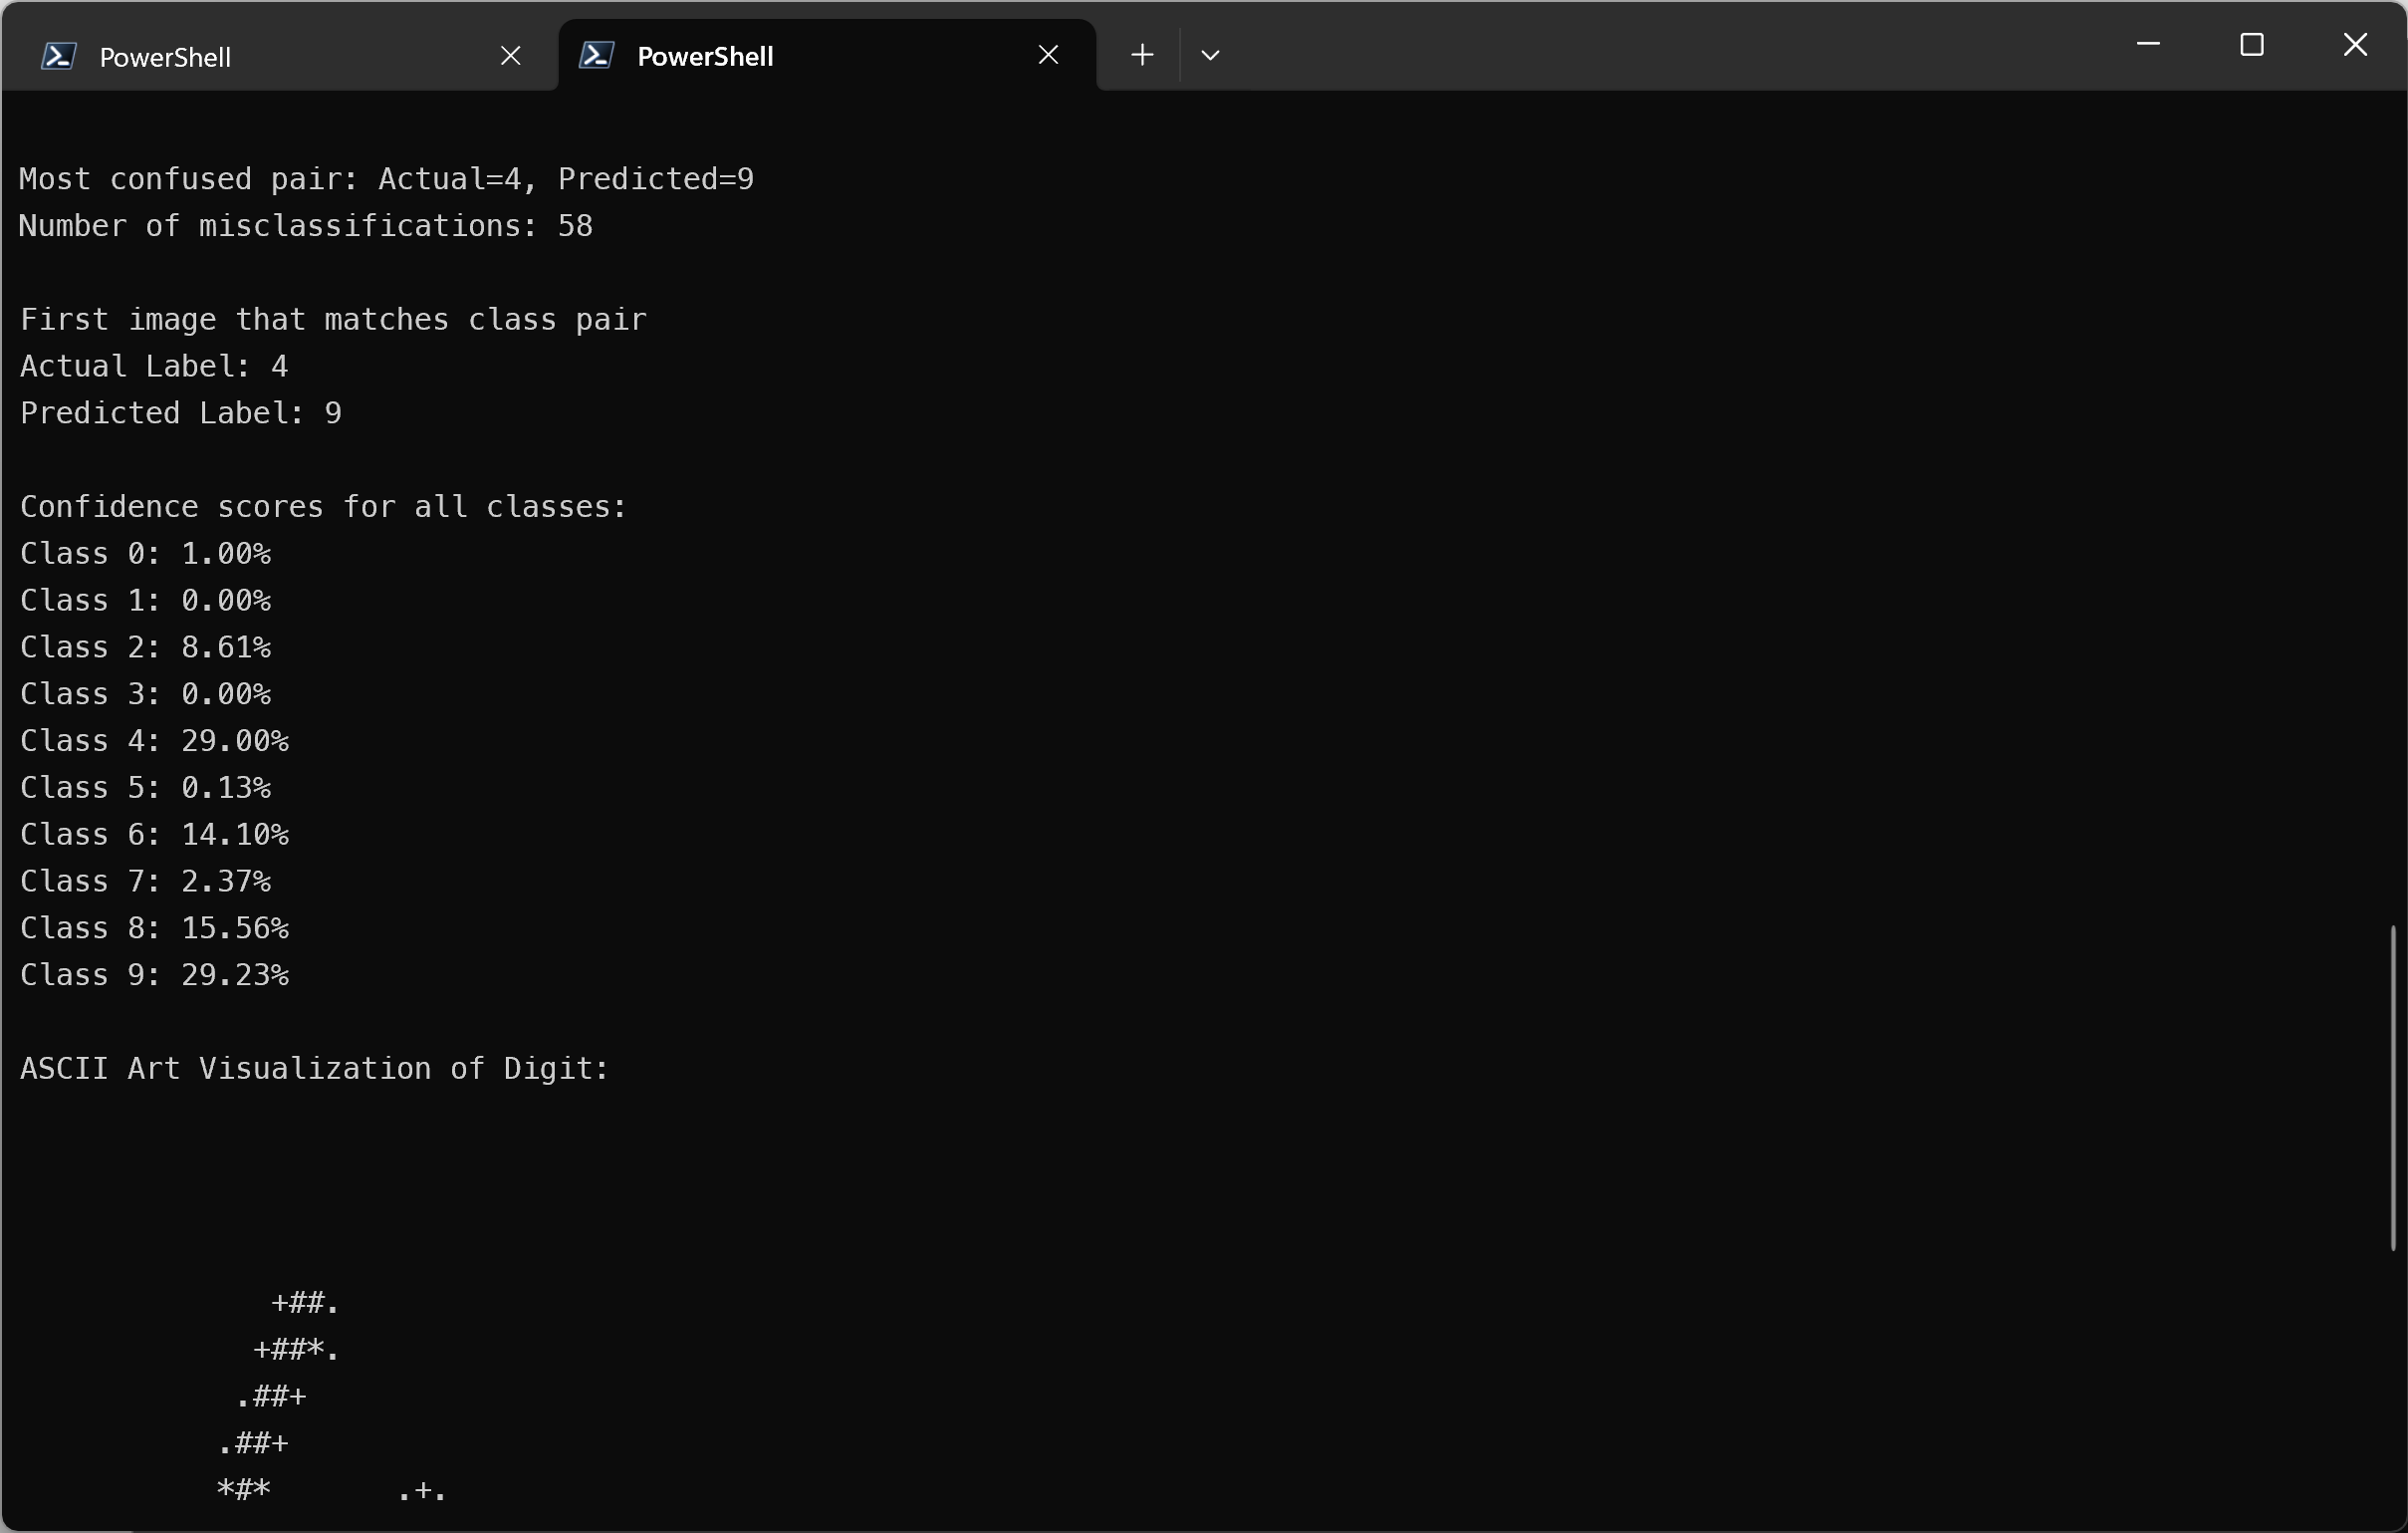 PowerShell
PowerShell
Most confused pair: Actual=4, Predicted=9
Number of misclassifications: 58
First image that matches class pair
Actual Label: 4
Predicted Label: 9
Confidence scores for all classes:
Class 0: 1.00%
Class 1: 0.00%
Class 2: 8.61%
Class 3: 0.00%
Class 4: 29.00%
Class 5: 0.13%
Class 6: 14.10%
Class 7: 2.37%
Class 8: 15.56%
Class 9: 29.23%
ASCII Art Visualization of Digit:
              +##.
             +##*.
            .##+
           .##+
           *#*       .+.